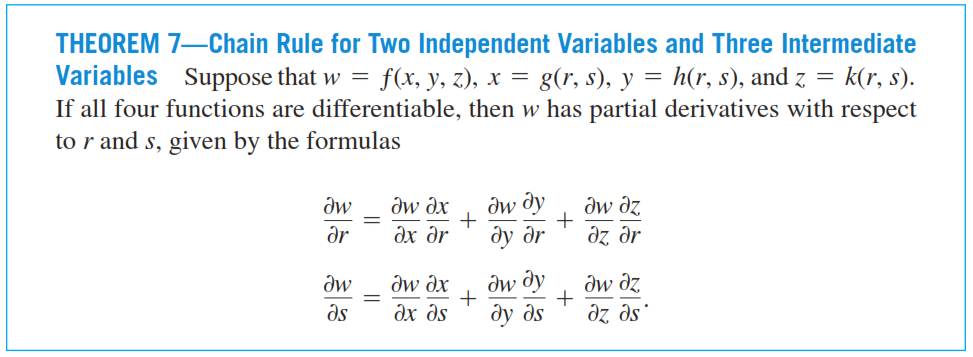 THEOREM 7—Chain Rule for Two Independent Variables and Three Intermediate
Variables Suppose that w = f(x, y, z), x = g(r, s), y = h(r, s), and z = k(r, s).
If all four functions are differentiable, then w has partial derivatives with respect
to r and s, given by the formulas
∂w/∂r = ∂w/∂x ∂x/∂r + ∂w/∂y ∂y/∂r + ∂w/∂z ∂z/∂r
∂w/∂s = ∂w/∂x ∂x/∂s + ∂w/∂y ∂y/∂s + ∂w/∂z ∂z/∂s.